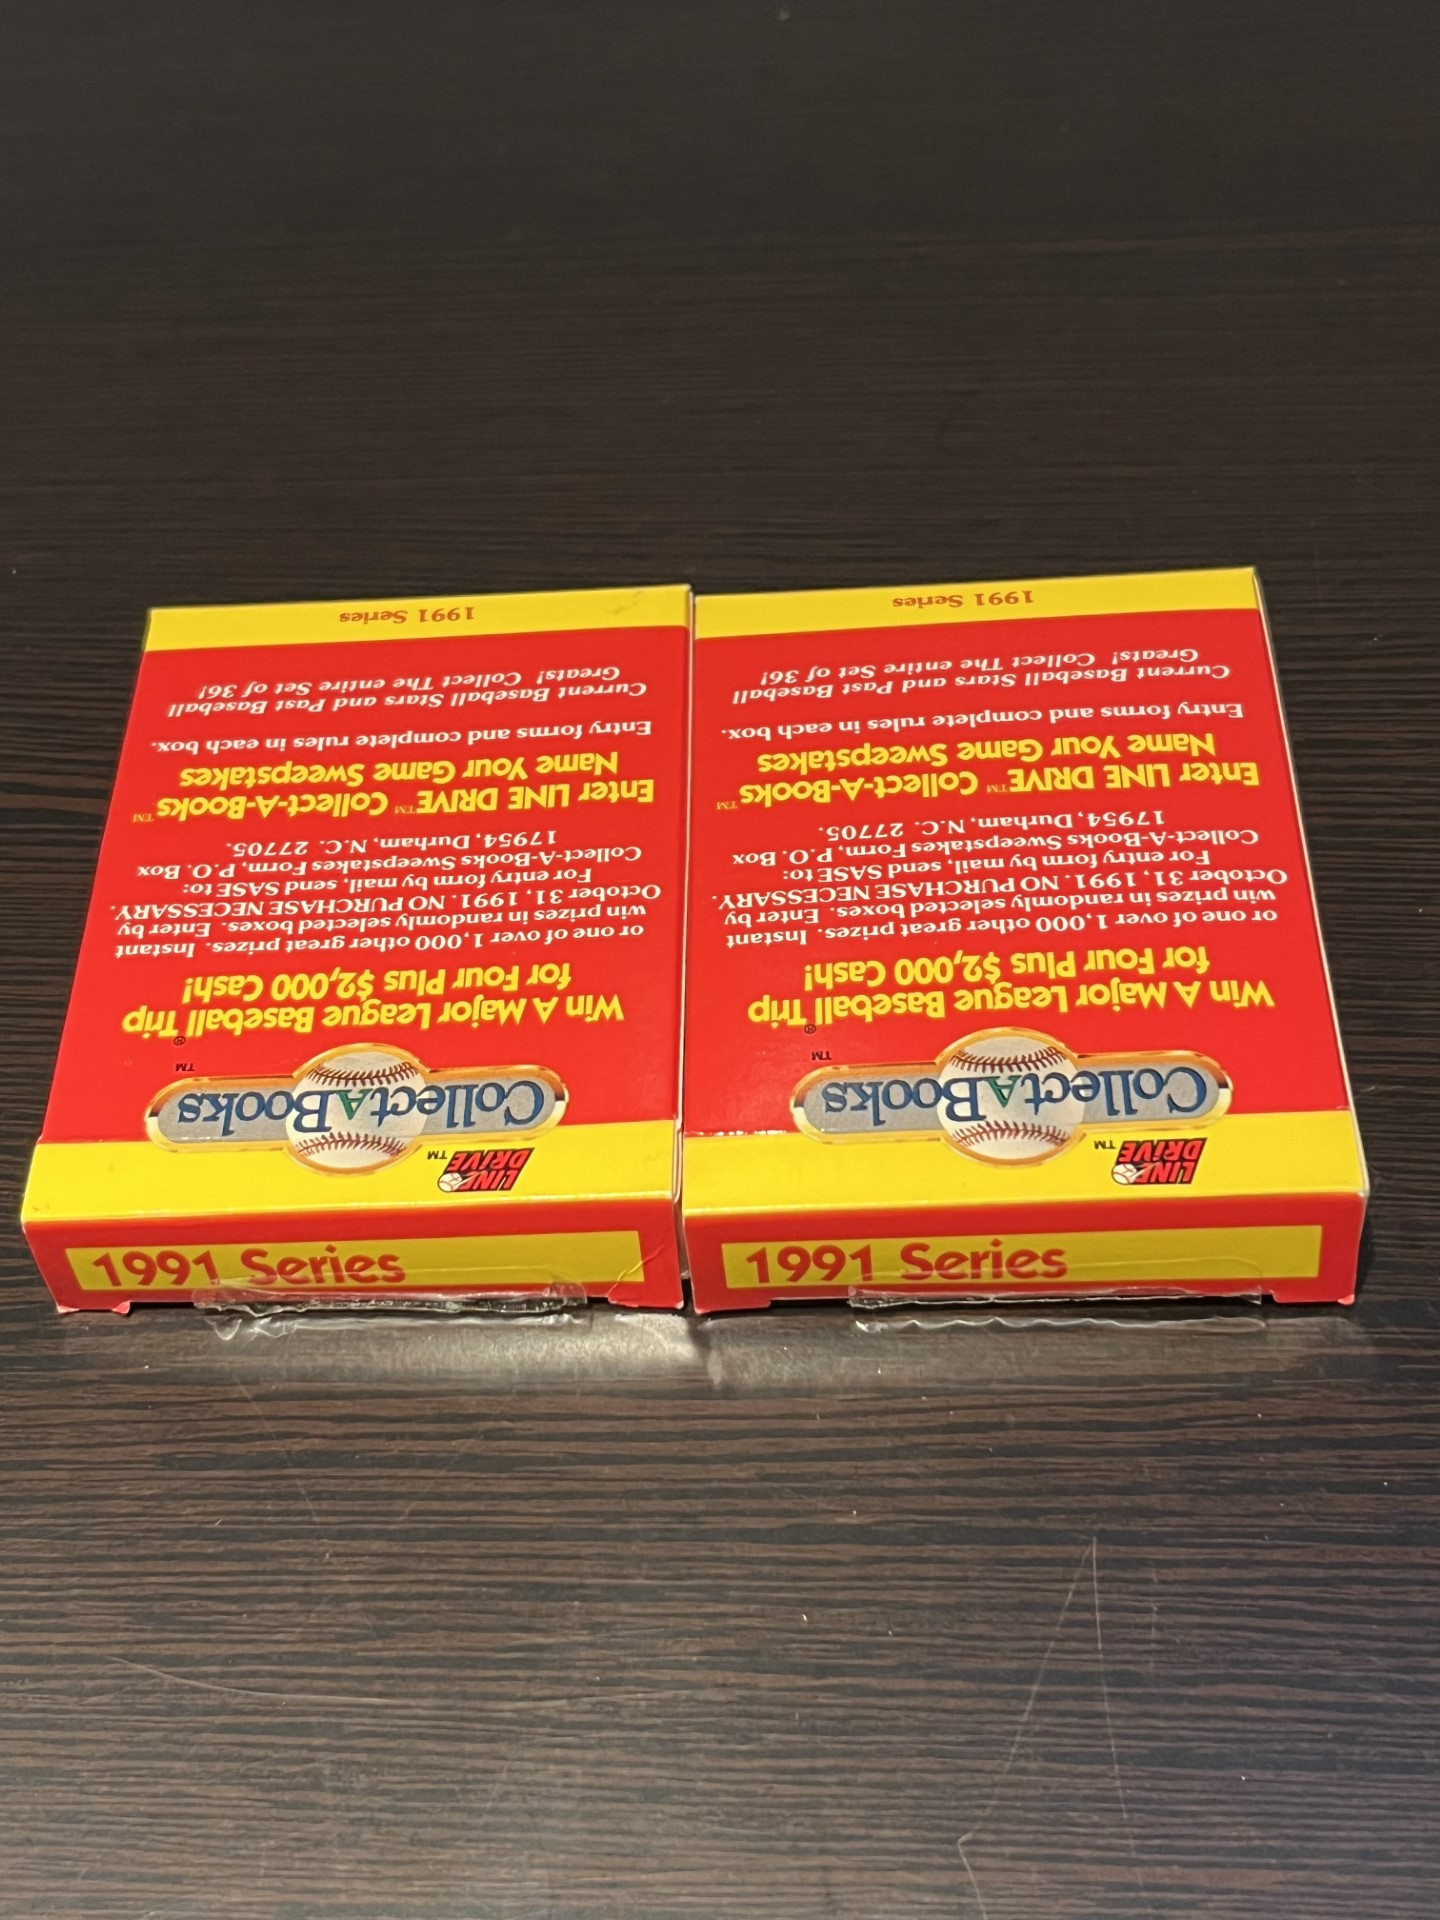 1991 Series
LINE
DRIVE™
CollectABooks
™
Win A Major League Baseball® Trip
for Four Plus $2,000 Cash!
or one of over 1,000 other great prizes. Instant
win prizes in randomly selected boxes. Enter by
October 31, 1991. NO PURCHASE NECESSARY.
For entry form by mail, send SASE to:
Collect-A-Books Sweepstakes Form, P.O. Box
17954, Durham, N.C. 27705.
Enter LINE DRIVE™ Collect-A-Books™
Name Your Game Sweepstakes
Entry forms and complete rules in each box.
Current Baseball Stars and Past Baseball
Greats! Collect The entire Set of 36!
1991 Series
1991 Series
LINE
DRIVE™
CollectABooks
™
Win A Major League Baseball® Trip
for Four Plus $2,000 Cash!
or one of over 1,000 other great prizes. Instant
win prizes in randomly selected boxes. Enter by
October 31, 1991. NO PURCHASE NECESSARY.
For entry form by mail, send SASE to:
Collect-A-Books Sweepstakes Form, P.O. Box
17954, Durham, N.C. 27705.
Enter LINE DRIVE™ Collect-A-Books™
Name Your Game Sweepstakes
Entry forms and complete rules in each box.
Current Baseball Stars and Past Baseball
Greats! Collect The entire Set of 36!
1991 Series